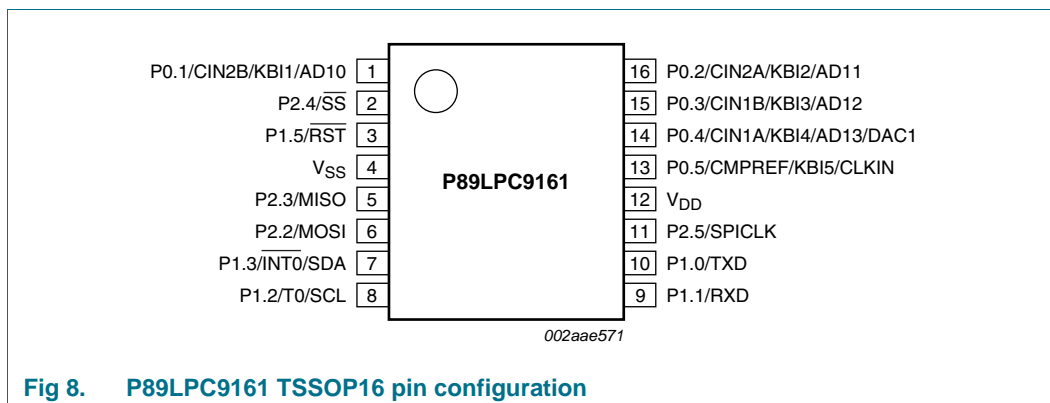 P0.1/CIN2B/KBI1/AD10 1
P2.4/SS 2
P1.5/RST 3
VSS 4
P2.3/MISO 5
P2.2/MOSI 6
P1.3/INT0/SDA 7
P1.2/T0/SCL 8
P89LPC9161
16 P0.2/CIN2A/KBI2/AD11
15 P0.3/CIN1B/KBI3/AD12
14 P0.4/CIN1A/KBI4/AD13/DAC1
13 P0.5/CMPREF/KBI5/CLKIN
12 VDD
11 P2.5/SPICLK
10 P1.0/TXD
9 P1.1/RXD
002aae571
Fig 8. P89LPC9161 TSSOP16 pin configuration